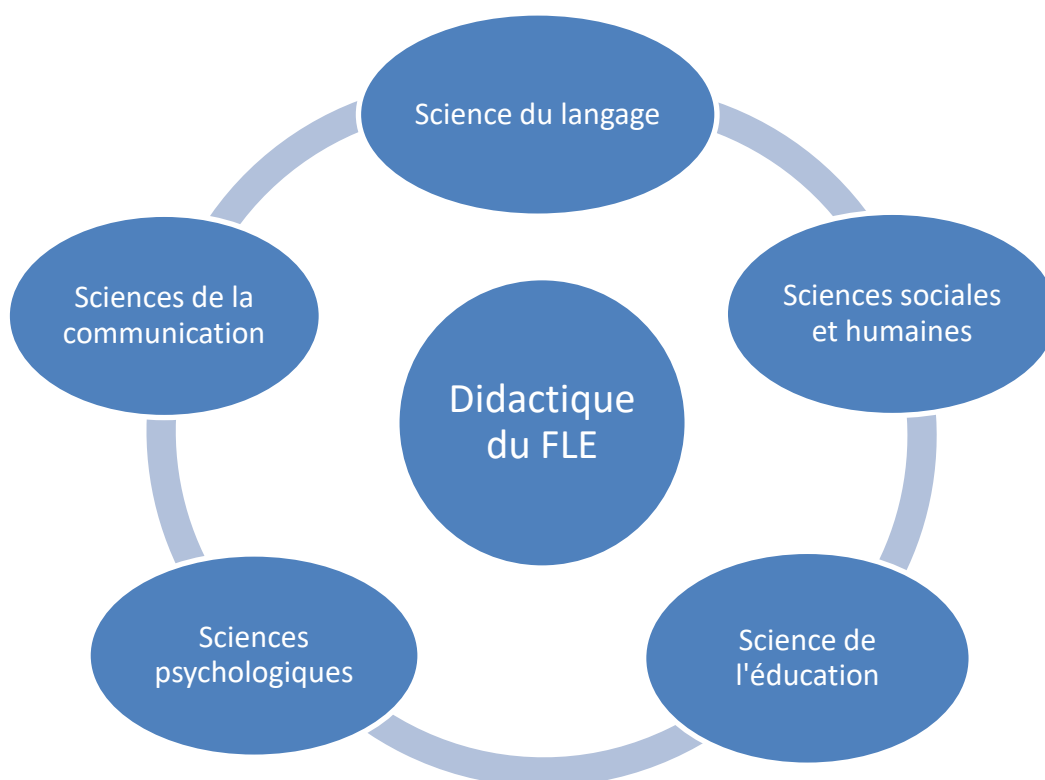 Science du langage
Sciences de la
communication
Sciences sociales
et humaines
Didactique
du FLE
Sciences
psychologiques
Science de
l'éducation